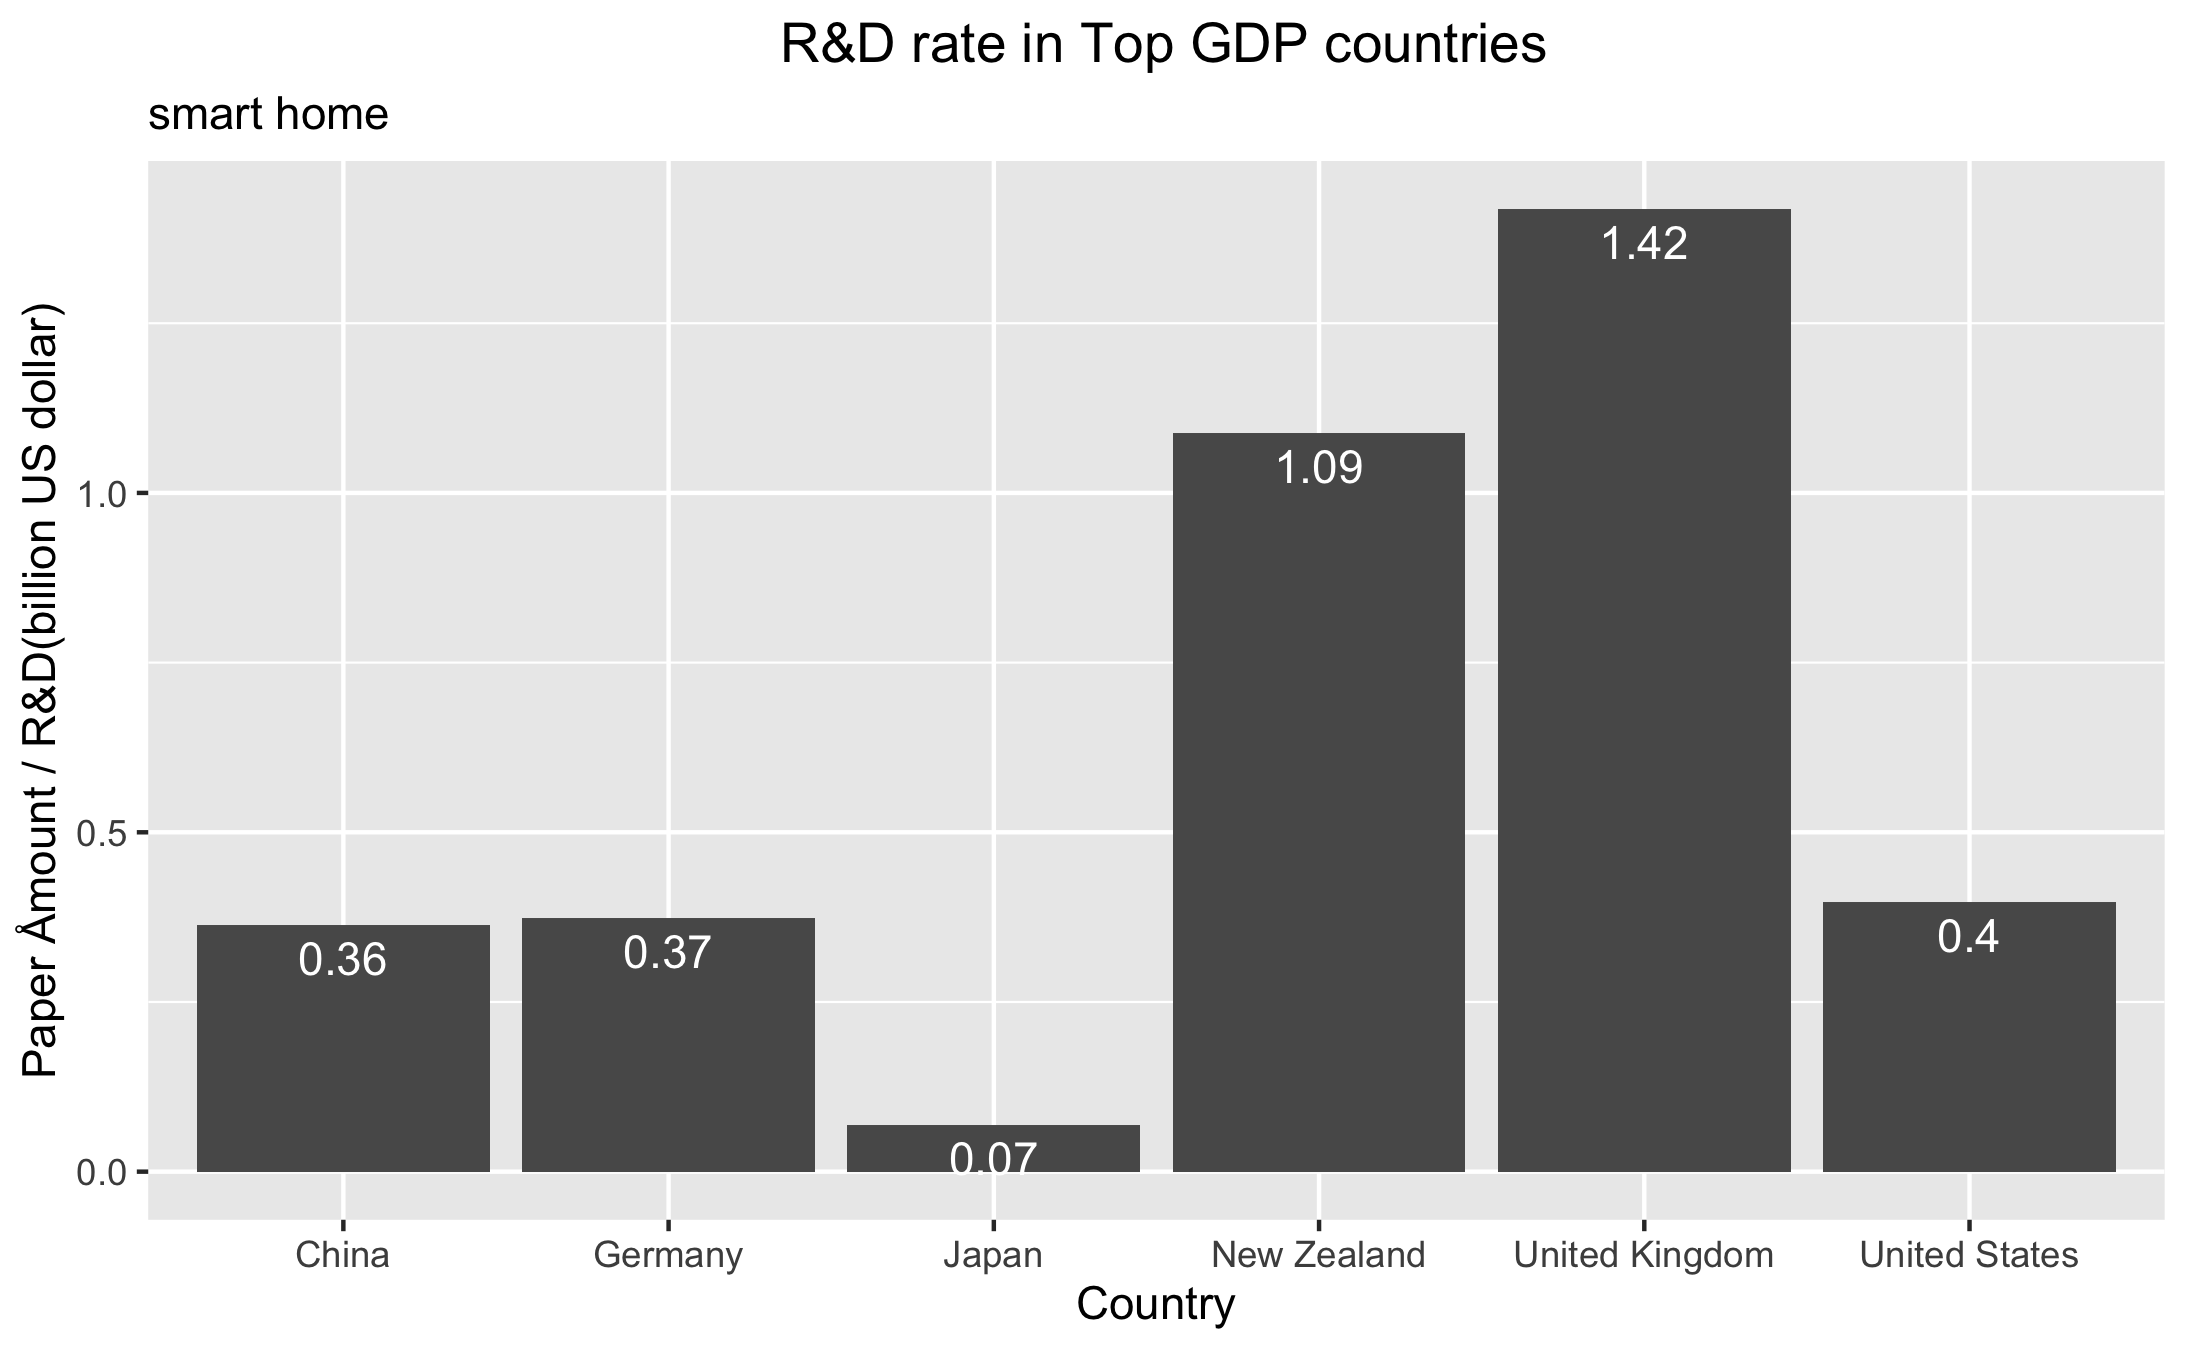 R&D rate in Top GDP countries
smart home
Paper Åmount / R&D(billion US dollar)
1.0
0.5
0.0
0.36
0.37
0.07
1.09
1.42
0.4
China
Germany
Japan
New Zealand
United Kingdom
United States
Country